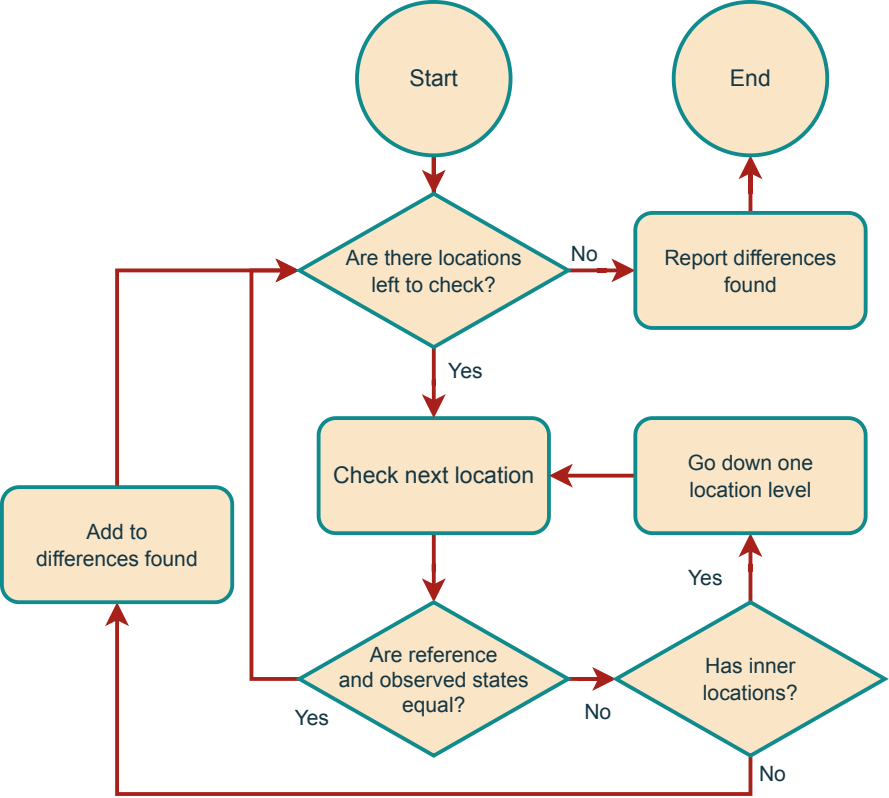 Start
End
Are there locations
left to check?
No
Report differences
found
Yes
Check next location
Go down one
location level
Add to
differences found
Yes
Are reference
and observed states
equal?
Has inner
locations?
Yes
No
No